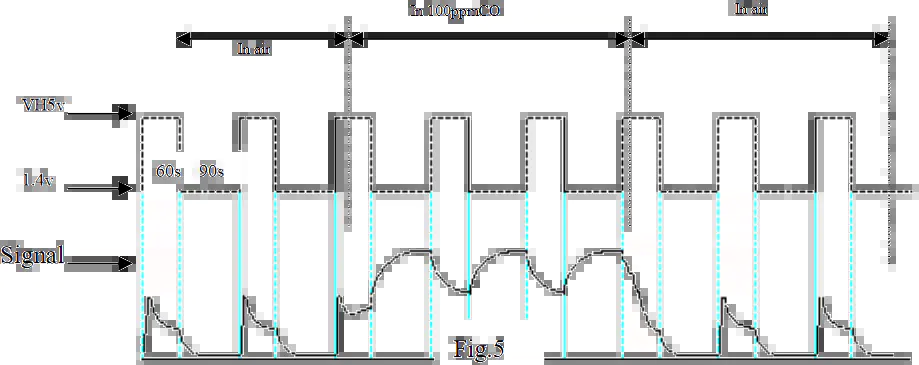 In 100ppmCO
In air
In air
VH5v
60s 90s
1.4v
Signal
Fig.5